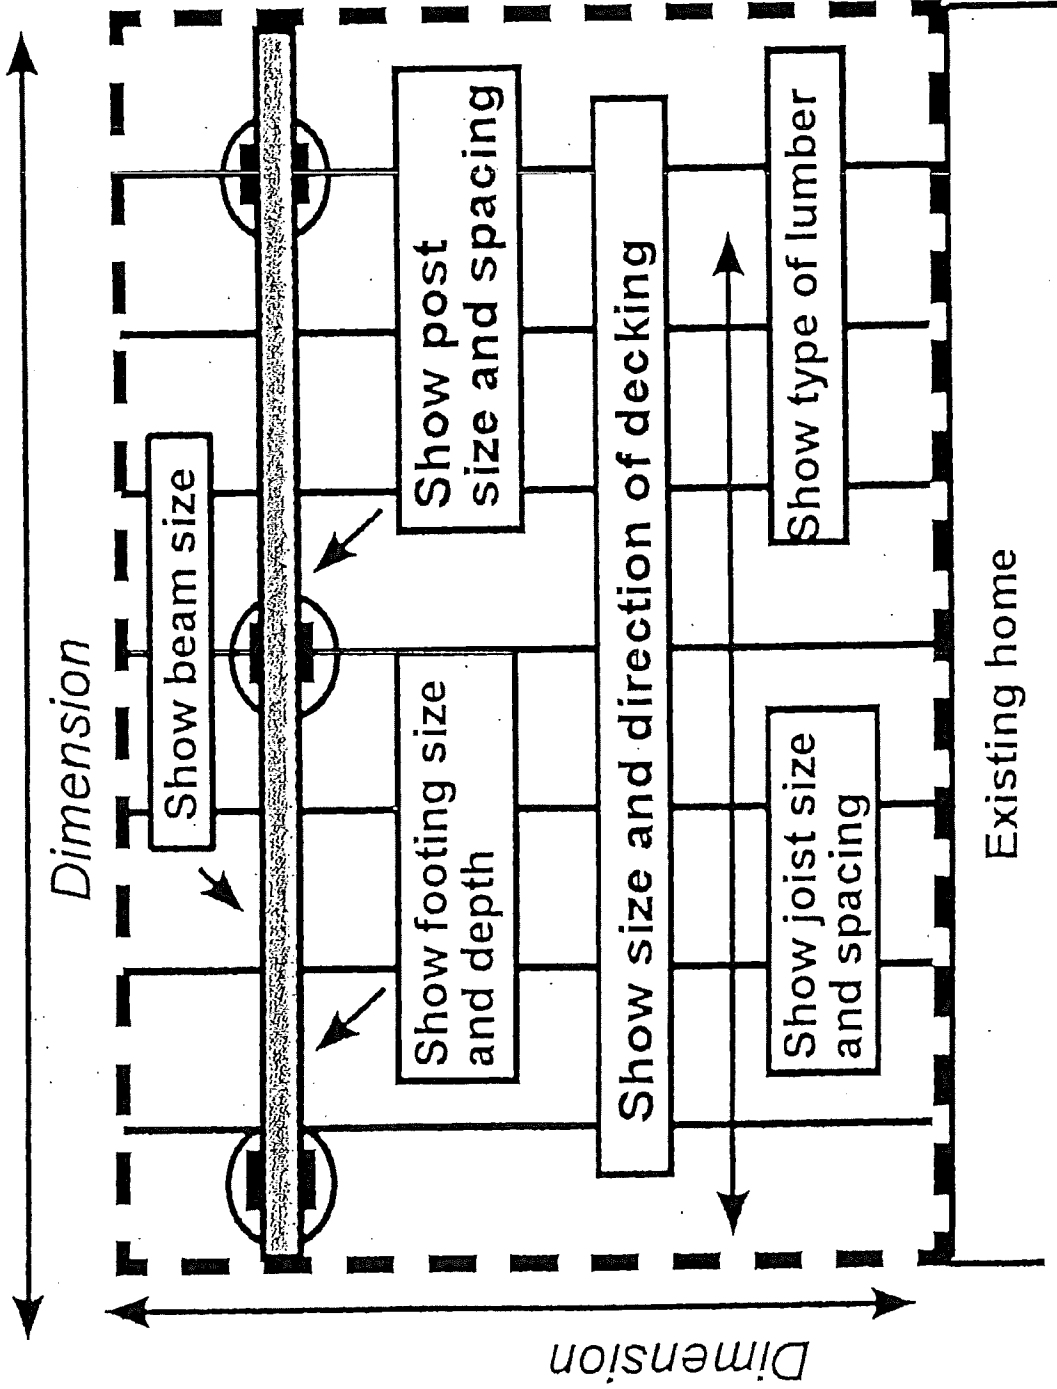 Dimension
Show beam size
Show footing size
and depth
Show post
size and spacing
Show size and direction of decking
Show joist size
and spacing
Show type of lumber
Existing home
Dimension